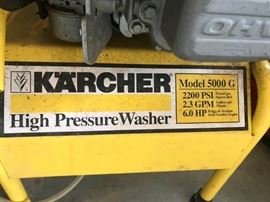 OHV
KÄRCHER
High Pressure Washer
Model 5000 G
2200 PSI
2.3 GPM
6.0 HP